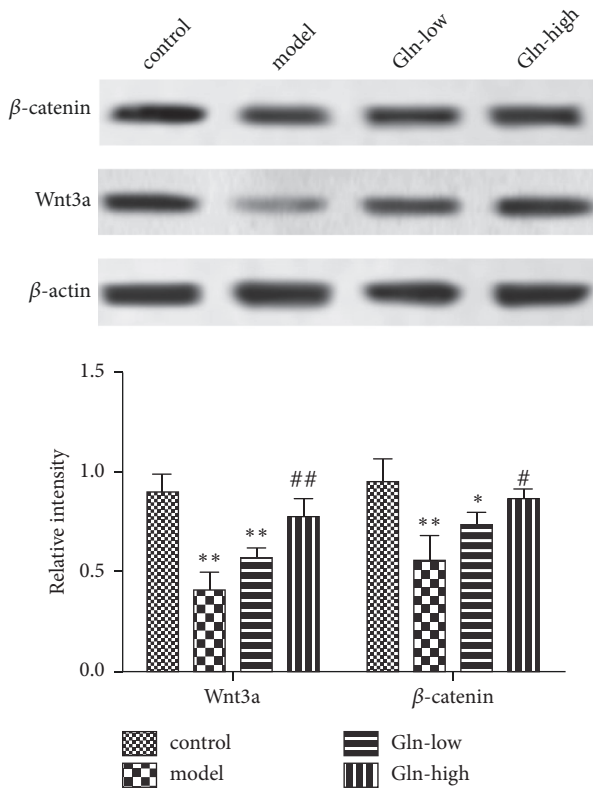 control model Gln-low Gln-high
β-catenin
Wnt3a
β-actin
1.5
1.0
0.5
0.0
Relative intensity
** ** ## ** * #
Wnt3a β-catenin
control Gln-low
model Gln-high